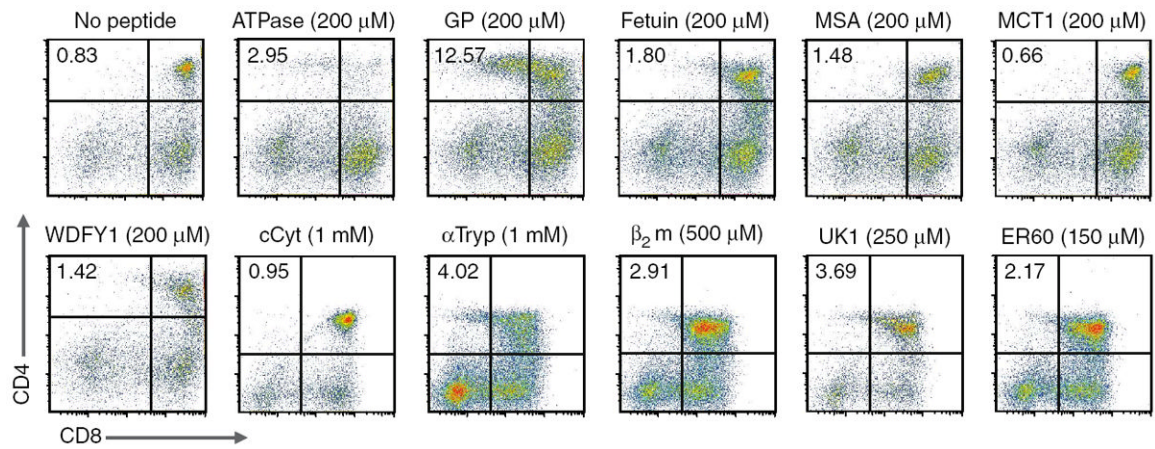 No peptide ATPase (200 μM) GP (200 μM) Fetuin (200 μM) MSA (200 μM) MCT1 (200 μM)
0.83 2.95 12.57 1.80 1.48 0.66
WDFY1 (200 μM) cCyt (1 mM) αTryp (1 mM) β₂m (500 μM) UK1 (250 μM) ER60 (150 μM)
1.42 0.95 4.02 2.91 3.69 2.17
CD4
CD8